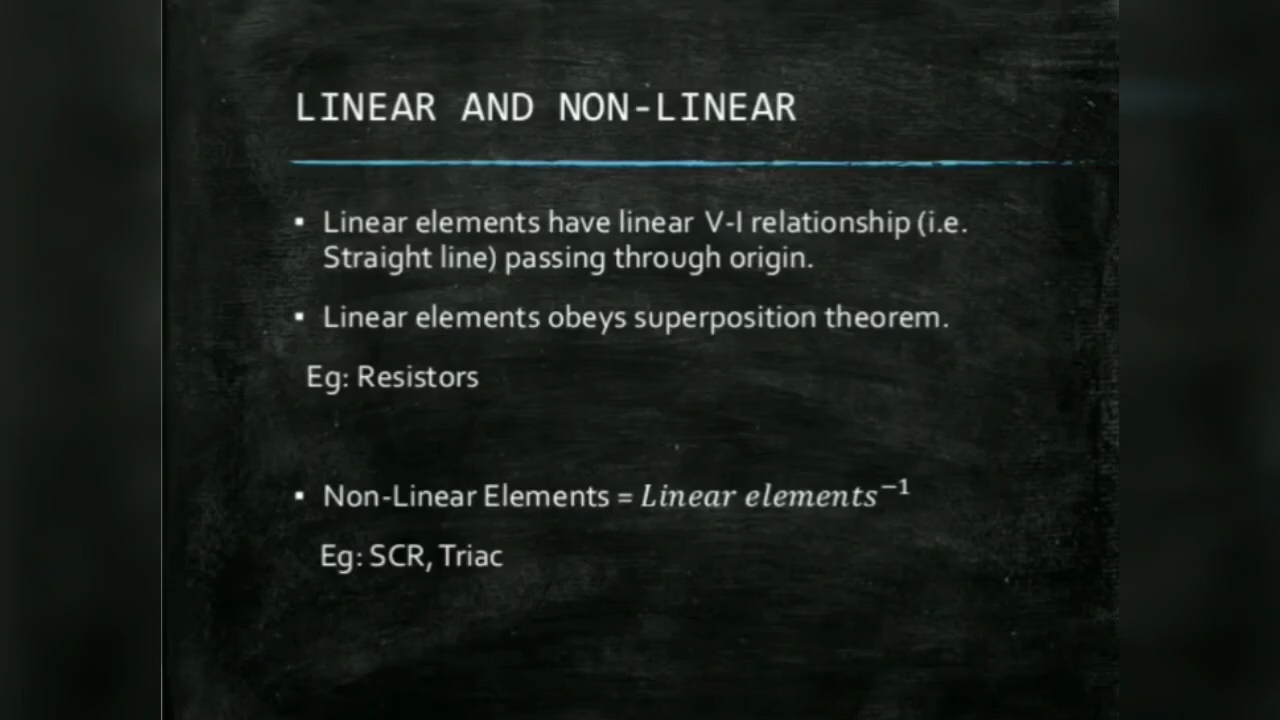 LINEAR AND NON-LINEAR
▪ Linear elements have linear V-I relationship (i.e.
Straight line) passing through origin.
▪ Linear elements obeys superposition theorem.
Eg: Resistors
▪ Non-Linear Elements = Linear elements⁻¹
Eg: SCR, Triac